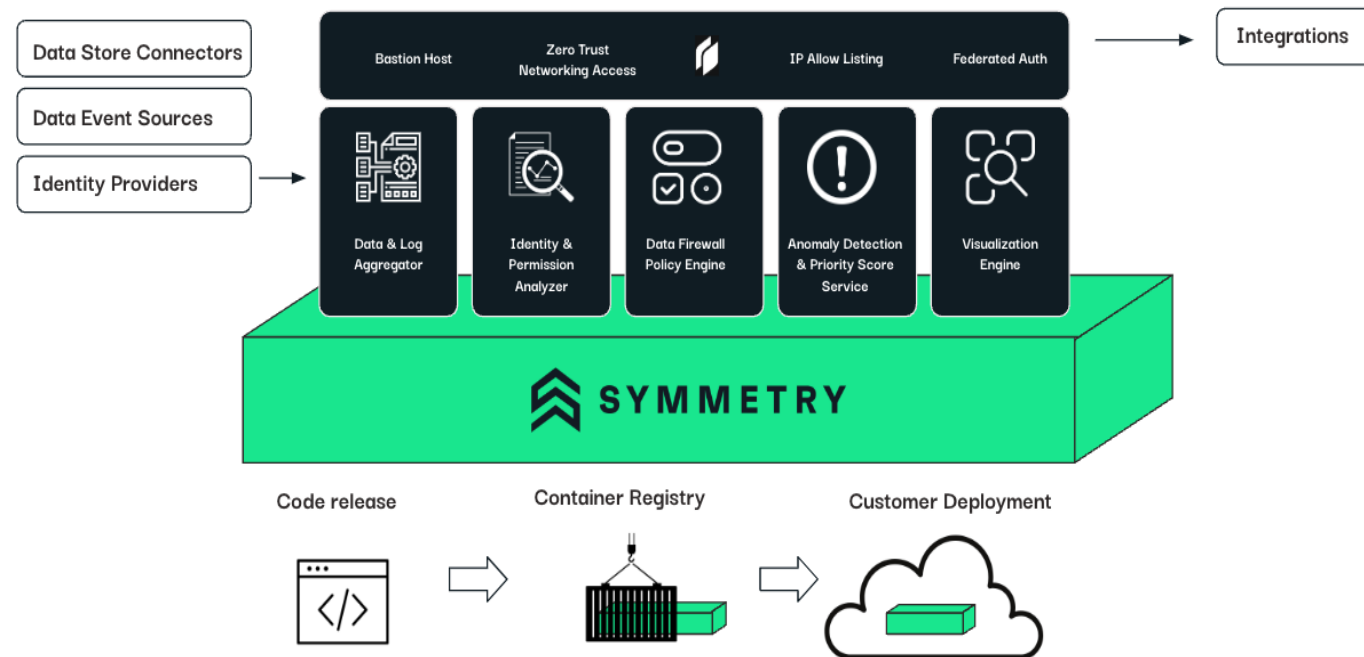 Data Store Connectors
Data Event Sources
Identity Providers
Bastion Host
Zero Trust
Networking Access
IP Allow Listing
Federated Auth
Integrations
Data & Log
Aggregator
Identity &
Permission
Analyzer
Data Firewall
Policy Engine
Anomaly Detection
& Priority Score
Service
Visualization
Engine
SYMMETRY
Code release
Container Registry
Customer Deployment